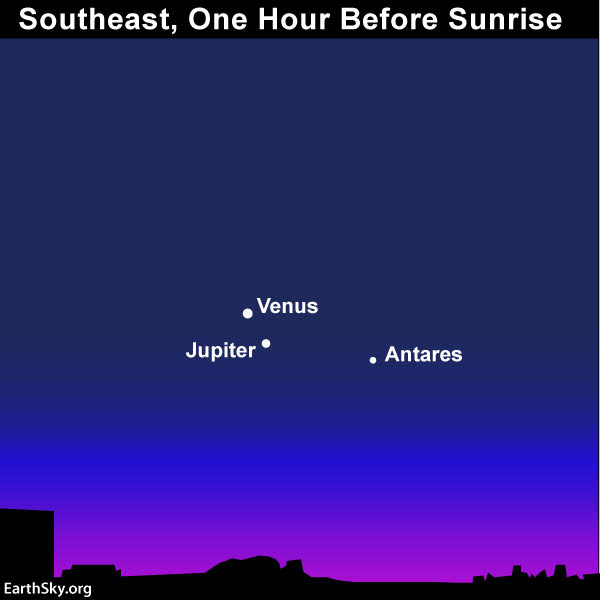 Southeast, One Hour Before Sunrise
Venus
Jupiter
Antares
EarthSky.org